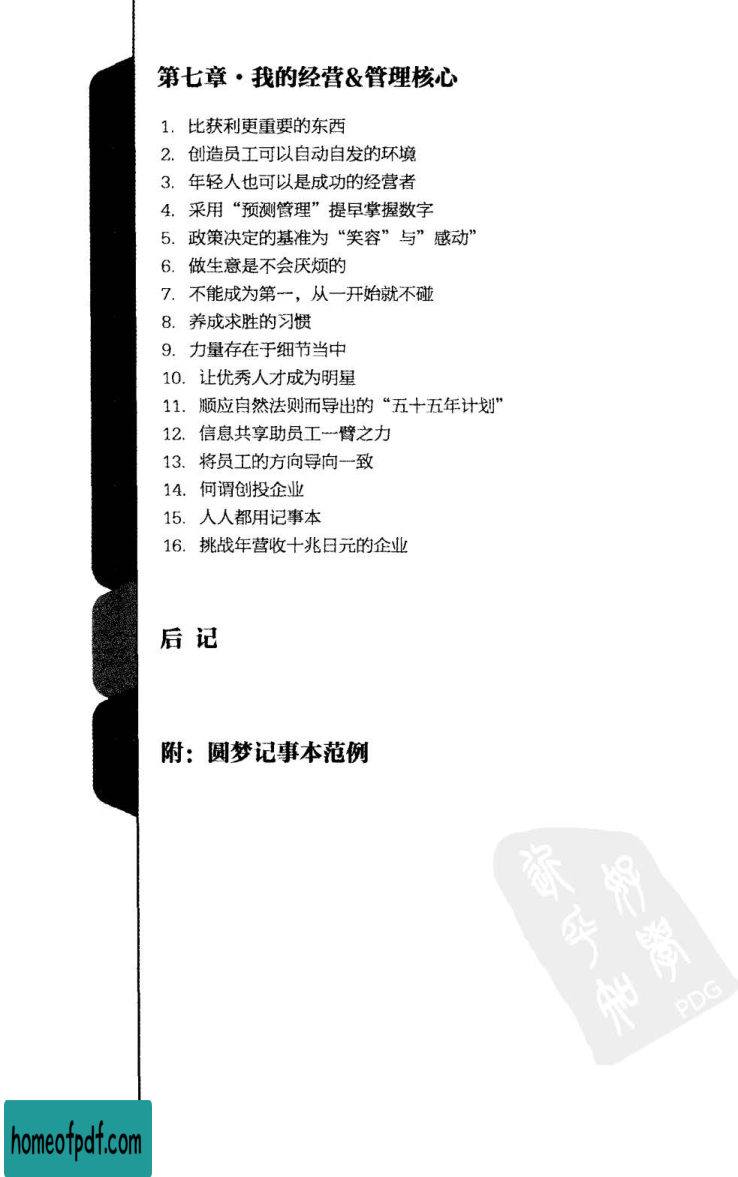 第七章·我的经营&管理核心
1. 比获利更重要的东西
2. 创造员工可以自动自发的环境
3. 年轻人也可以是成功的经营者
4. 采用“预测管理”提早掌握数字
5. 政策决定的基准为“笑容”与”感动”
6. 做生意是不会厌烦的
7. 不能成为第一，从一开始就不碰
8. 养成求胜的习惯
9. 力量存在于细节当中
10. 让优秀人才成为明星
11. 顺应自然法则而导出的“五十五年计划”
12. 信息共享助员工一臂之力
13. 将员工的方向导向一致
14. 何谓创投企业
15. 人人都用记事本
16. 挑战年营收十兆日元的企业
后 记
附：圆梦记事本范例
PDG
homeofpdf.com